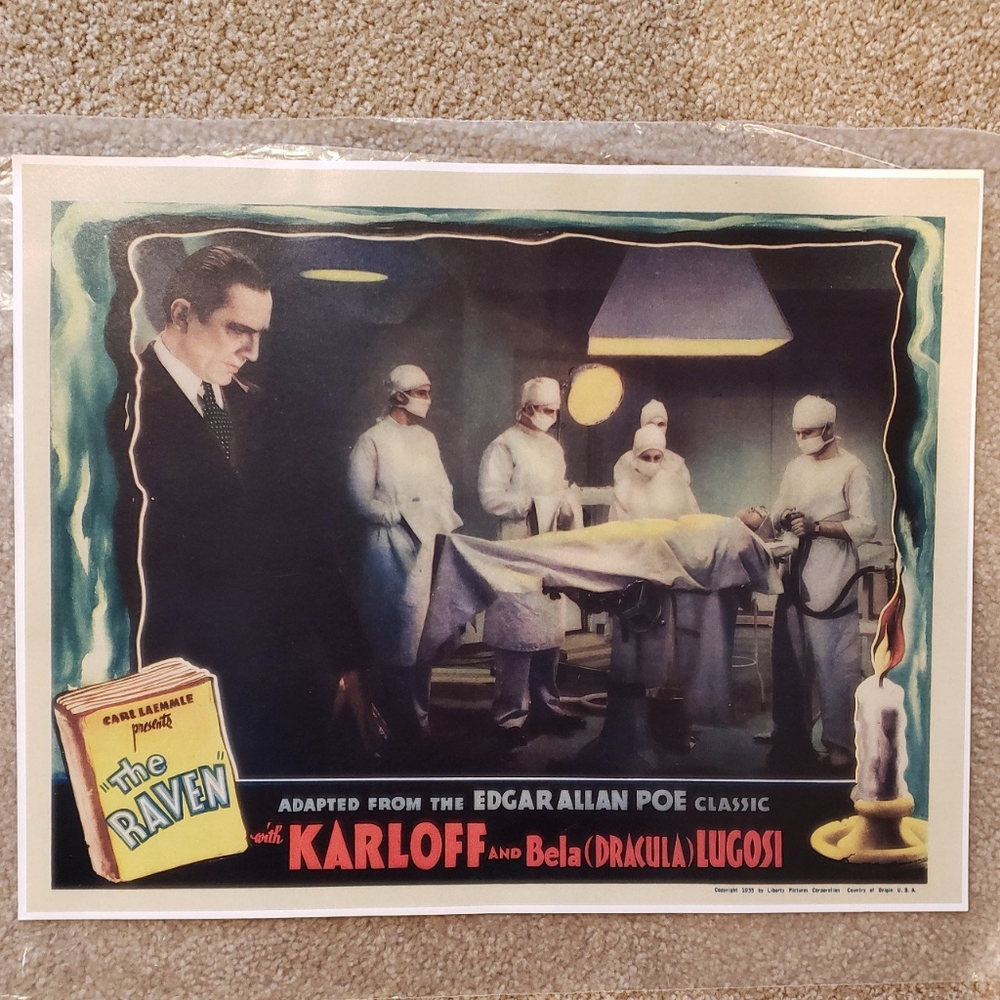 CARL LAEMMLE
presents
"The
RAVEN"
ADAPTED FROM THE EDGAR ALLAN POE CLASSIC
with KARLOFF AND Bela (DRACULA) LUGOSI
Copyright 1935 by Liberty Pictures Corporation Country of Origin U. S. A.